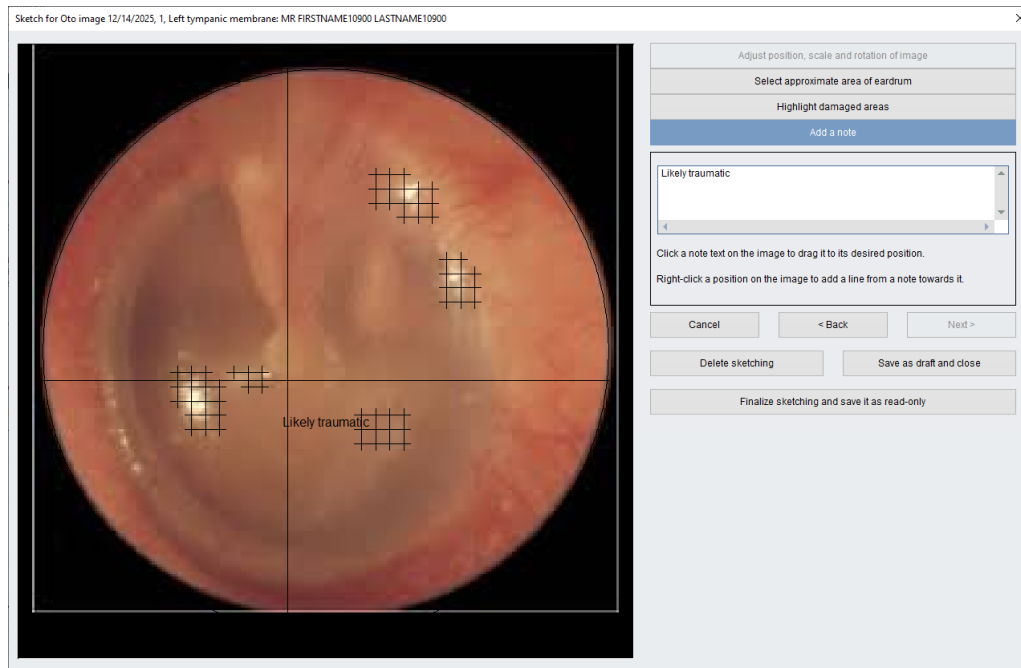 Sketch for Oto image 12/14/2025, 1, Left tympanic membrane: MR FIRSTNAME10900 LASTNAME10900
Adjust position, scale and rotation of image
Select approximate area of eardrum
Highlight damaged areas
Add a note
Likely traumatic
Click a note text on the image to drag it to its desired position.
Right-click a position on the image to add a line from a note towards it.
Cancel
< Back
Next >
Delete sketching
Save as draft and close
Finalize sketching and save it as read-only
Likely traumatic